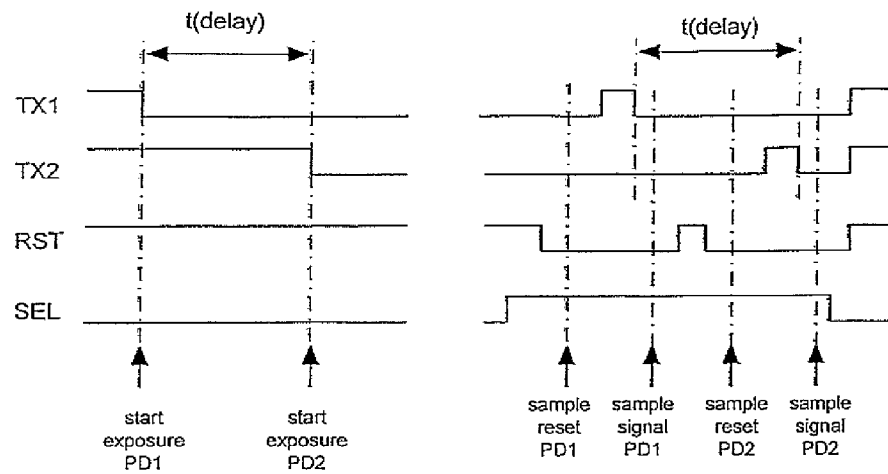 t(delay)
t(delay)
TX1
TX2
RST
SEL
start
exposure
PD1
start
exposure
PD2
sample
reset
PD1
sample
signal
PD1
sample
reset
PD2
sample
signal
PD2